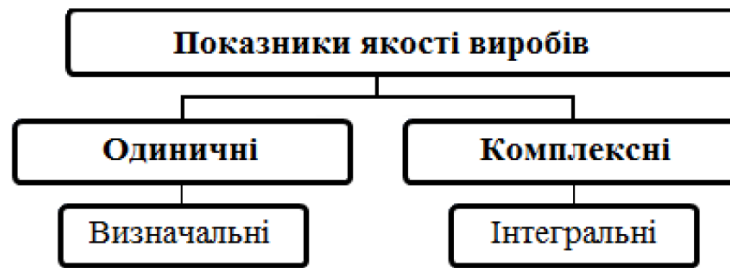 Показники якості виробів
Одиничні
Комплексні
Визначальні
Інтегральні